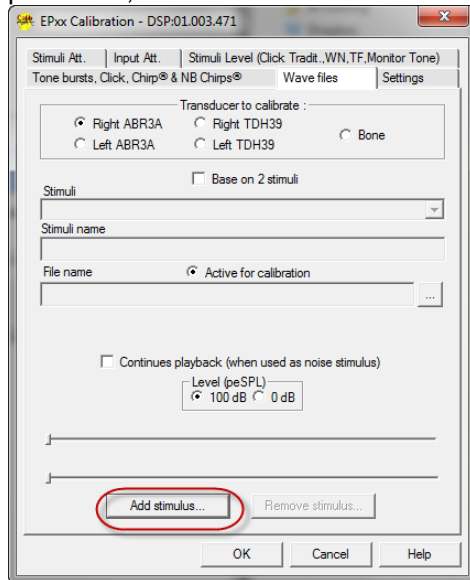 EPxx Calibration - DSP:01.003.471
Stimuli Att. Input Att. Stimuli Level (Click Tradit.,WN,TF,Monitor Tone)
Tone bursts, Click, Chirp® & NB Chirps® Wave files Settings
Transducer to calibrate :
Right ABR3A Right TDH39
Bone
Left ABR3A Left TDH39
Base on 2 stimuli
Stimuli
Stimuli name
File name Active for calibration
...
Continues playback (when used as noise stimulus)
Level (peSPL)
100 dB 0 dB
Add stimulus... Remove stimulus...
OK Cancel Help